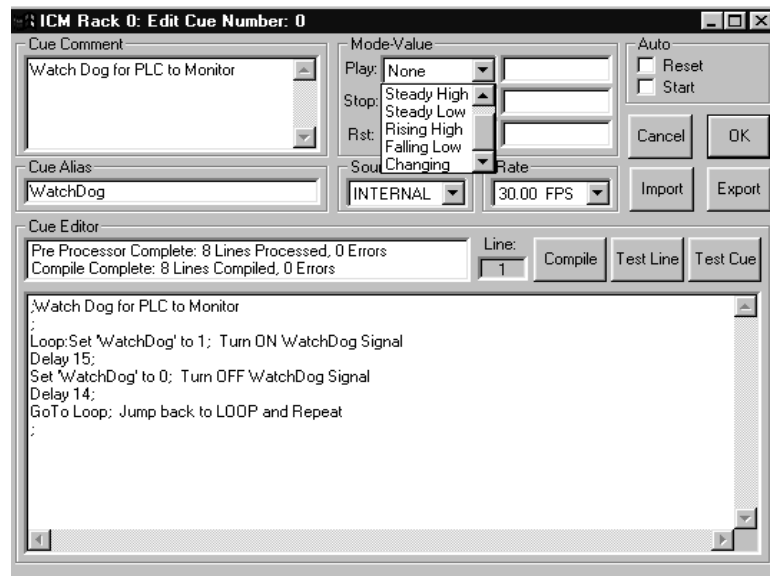 ICM Rack 0: Edit Cue Number: 0
Cue Comment
Watch Dog for PLC to Monitor
Mode-Value
Play: None
Steady High
Steady Low
Rising High
Falling Low
Changing
Stop:
Rst:
Auto
Reset
Start
Cancel
OK
Cue Alias
WatchDog
Sou
INTERNAL
Rate
30.00 FPS
Import
Export
Cue Editor
Pre Processor Complete: 8 Lines Processed, 0 Errors
Compile Complete: 8 Lines Compiled, 0 Errors
Line:
1
Compile
Test Line
Test Cue
;Watch Dog for PLC to Monitor
;
Loop:Set 'WatchDog' to 1; Turn ON WatchDog Signal
Delay 15;
Set 'WatchDog' to 0; Turn OFF WatchDog Signal
Delay 14;
GoTo Loop; Jump back to LOOP and Repeat
;